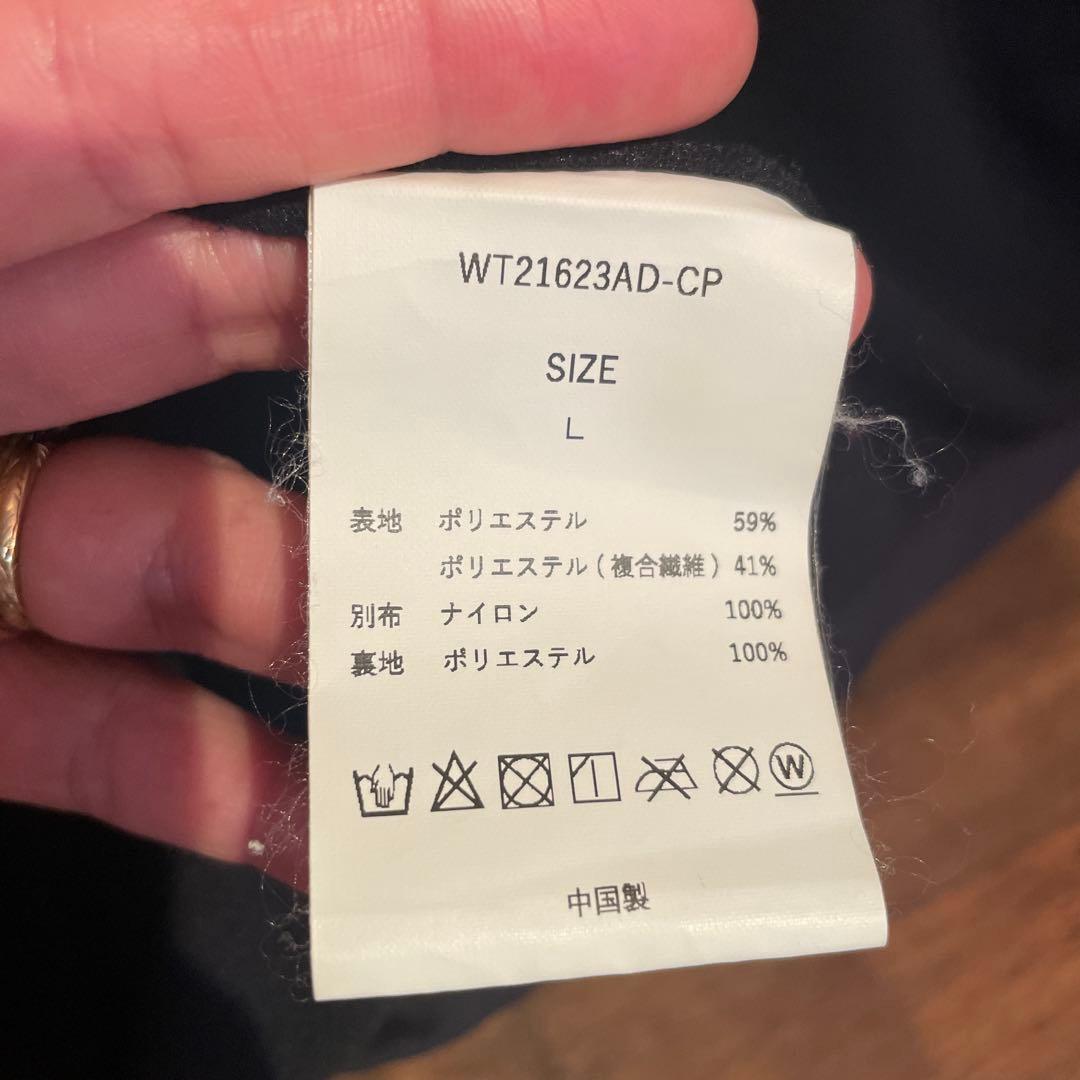 WT21623AD-CP
SIZE
L
表地 ポリエステル 59%
ポリエステル(複合繊維) 41%
別布 ナイロン 100%
裏地 ポリエステル 100%
W
中国製